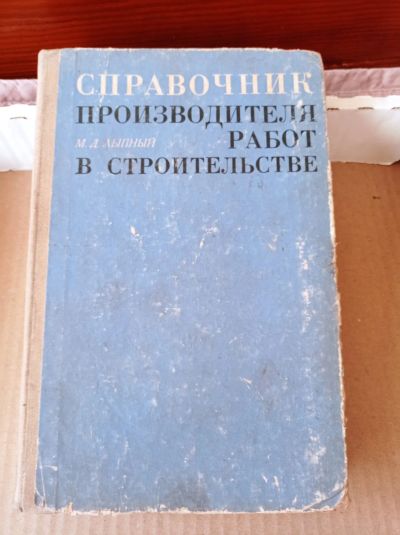 СПРАВОЧНИК
ПРОИЗВОДИТЕЛЯ
М. Д. ЛЫПНЫЙ РАБОТ
В СТРОИТЕЛЬСТВЕ